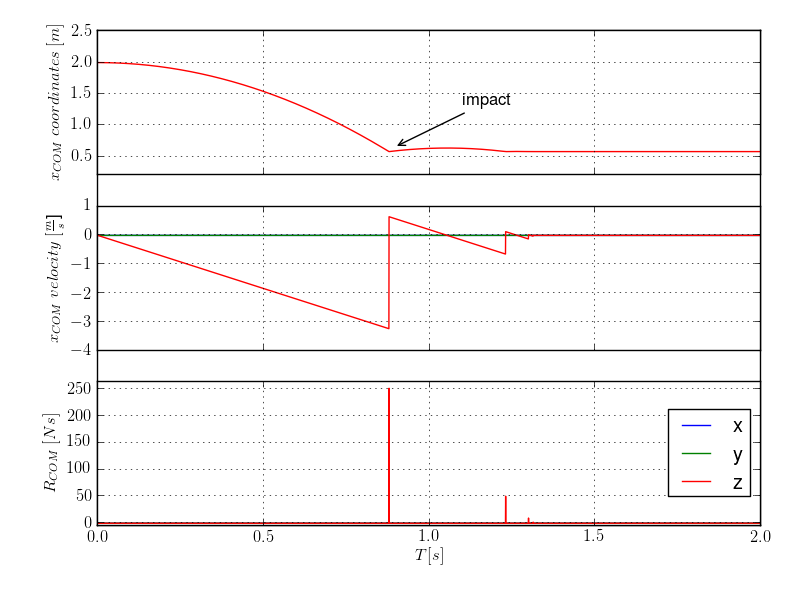 2.5
2.0
1.5
1.0
0.5
x_COM coordinates [m]
impact
1
0
−1
−2
−3
−4
x_COM velocity [m/s]
250
200
150
100
50
0
R_COM [Ns]
x
y
z
0.0 0.5 1.0 1.5 2.0
T[s]